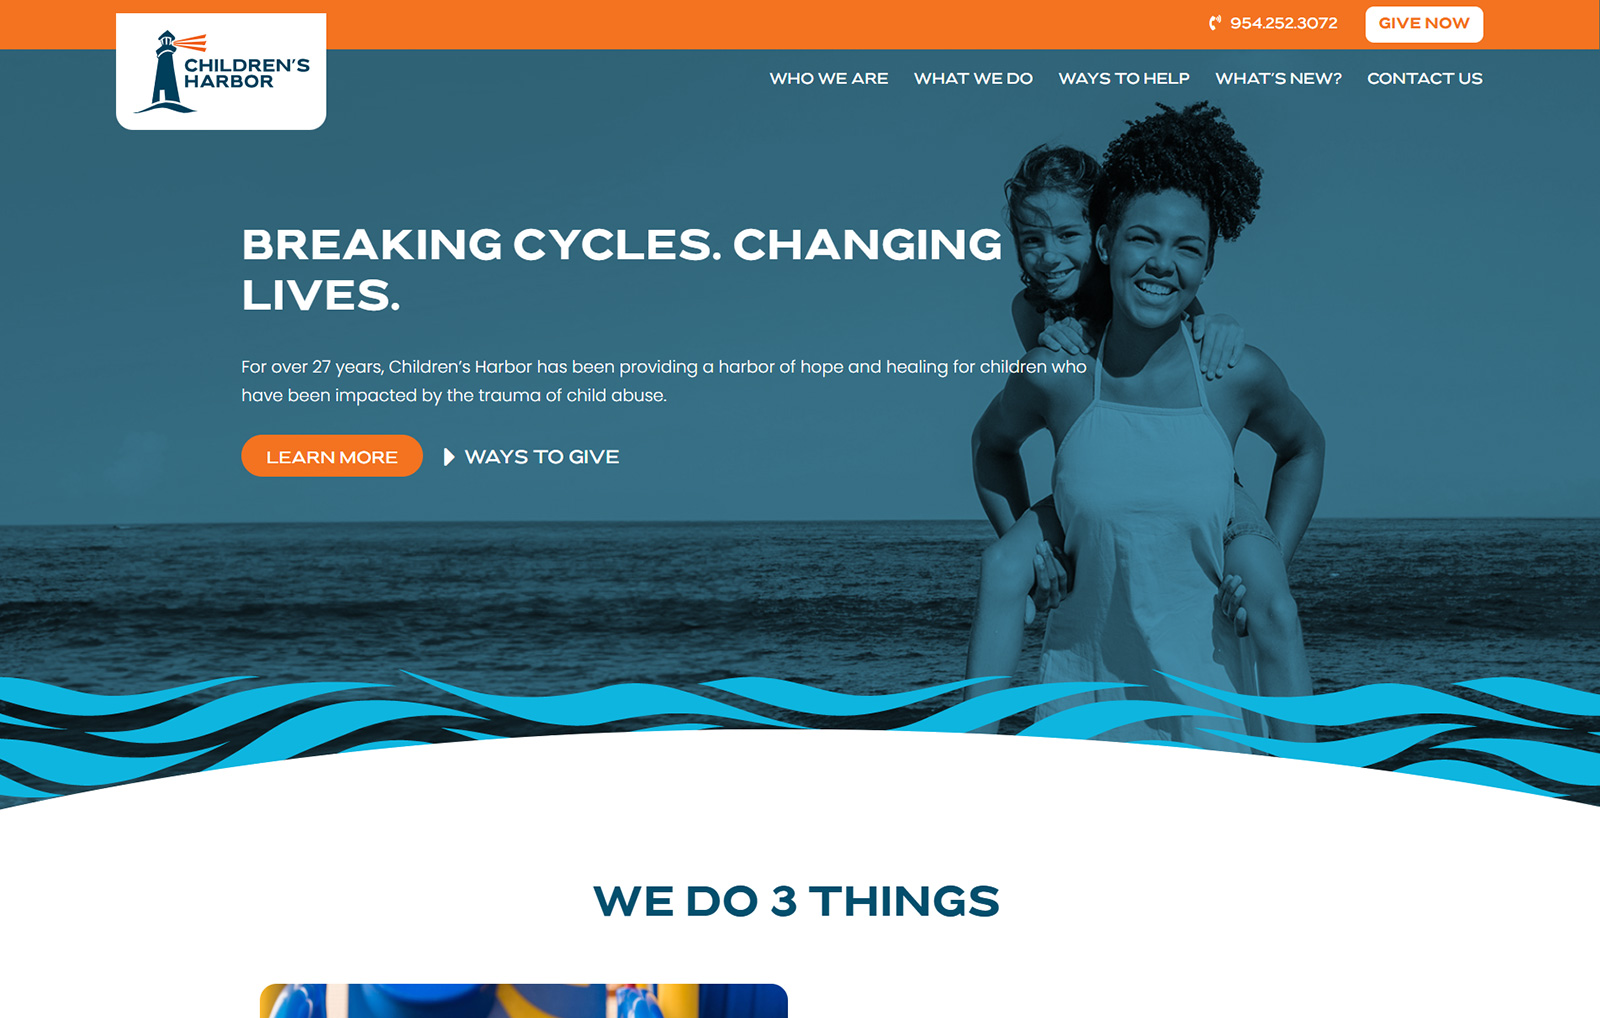 954.252.3072
GIVE NOW
CHILDREN'S
HARBOR
WHO WE ARE
WHAT WE DO
WAYS TO HELP
WHAT'S NEW?
CONTACT US
BREAKING CYCLES. CHANGING
LIVES.
For over 27 years, Children's Harbor has been providing a harbor of hope and healing for children who
have been impacted by the trauma of child abuse.
LEARN MORE
WAYS TO GIVE
WE DO 3 THINGS